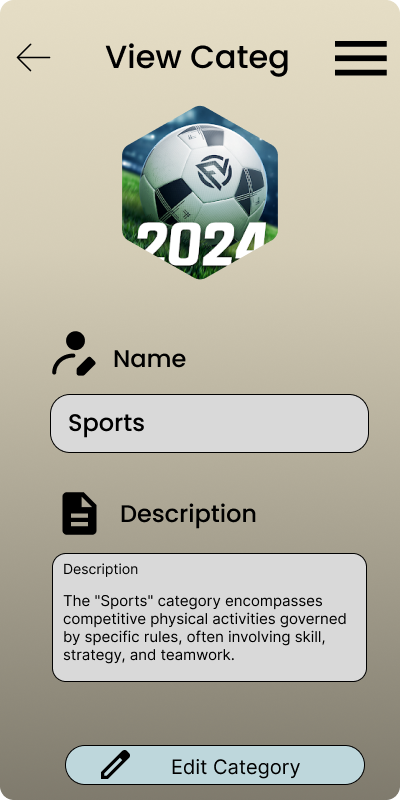 View Categ
2024
Name
Sports
Description
Description
The "Sports" category encompasses
competitive physical activities governed
by specific rules, often involving skill,
strategy, and teamwork.
Edit Category